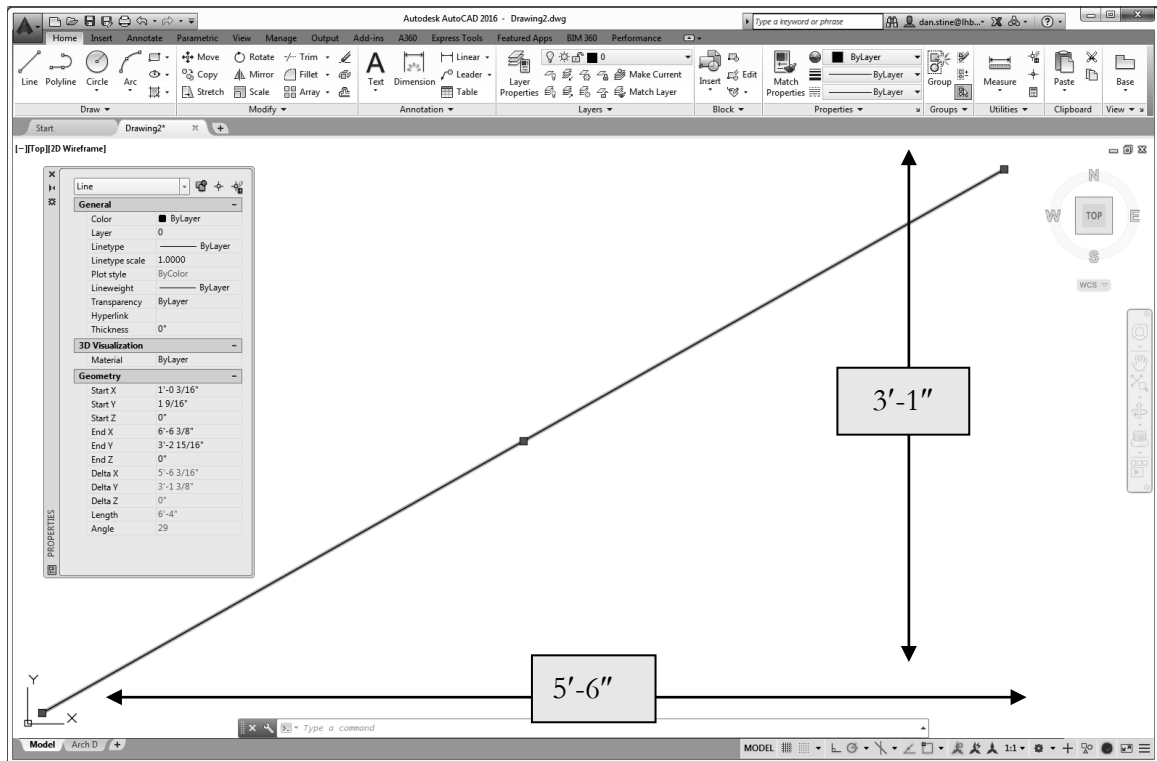 Autodesk AutoCAD 2016 - Drawing2.dwg
Type a keyword or phrase
dan.stine@lhb...
Home Insert Annotate Parametric View Manage Output Add-ins A360 Express Tools Featured Apps BIM 360 Performance
Line Polyline Circle Arc
Move Rotate Trim
Copy Mirror Fillet
Stretch Scale Array
Text Dimension
Linear
Leader
Table
Layer Properties
0
Make Current
Match Layer
Insert
Edit
Match Properties
ByLayer
ByLayer
ByLayer
Group
Measure
Paste
Base
Draw Modify Annotation Layers Block Properties Groups Utilities Clipboard View
Start Drawing2*
[–][Top][2D Wireframe]
Line
General
Color ByLayer
Layer 0
Linetype ByLayer
Linetype scale 1.0000
Plot style ByColor
Lineweight ByLayer
Transparency ByLayer
Hyperlink
Thickness 0"
3D Visualization
Material ByLayer
Geometry
Start X 1'-0 3/16"
Start Y 1 9/16"
Start Z 0"
End X 6'-6 3/8"
End Y 3'-2 15/16"
End Z 0"
Delta X 5'-6 3/16"
Delta Y 3'-1 3/8"
Delta Z 0"
Length 6'-4"
Angle 29
PROPERTIES
N
W TOP E
S
WCS
3'-1"
5'-6"
Y
X
Type a command
Model Arch D
MODEL 1:1